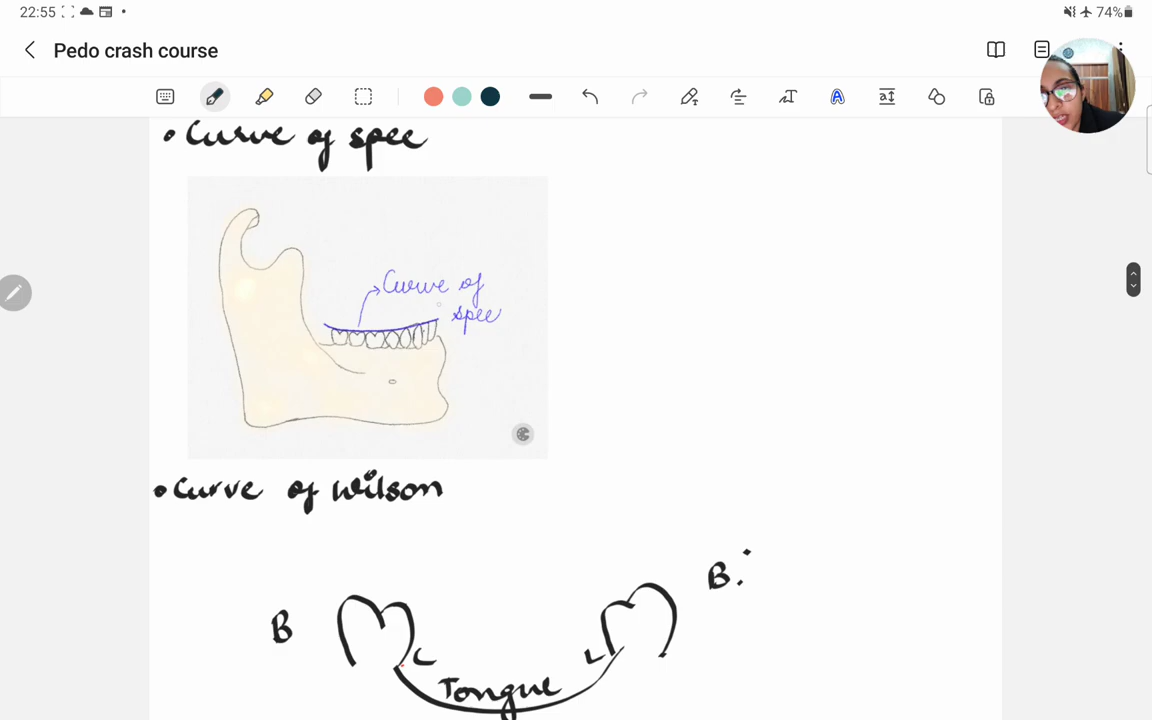 22:55
74%
Pedo crash course
• Curve of spee
Curve of
spee
• Curve of Wilson
B
B
L
L
Tongue